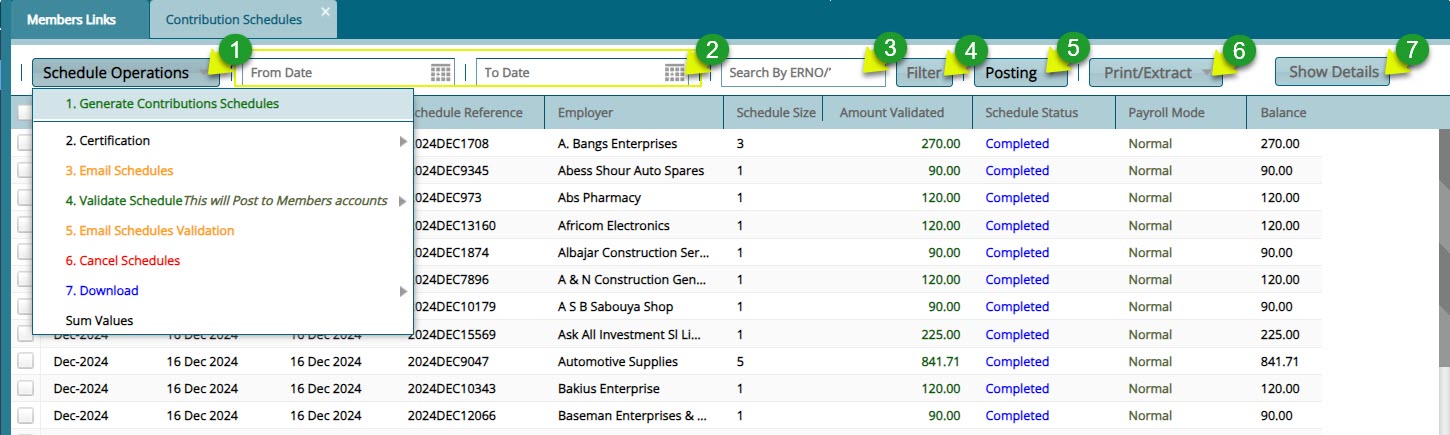 Members Links
Contribution Schedules
1 2 3 4 5 6 7
Schedule Operations From Date To Date Search By ERNO/' Filter Posting Print/Extract Show Details
1. Generate Contributions Schedules
2. Certification
3. Email Schedules
4. Validate ScheduleThis will Post to Members accounts
5. Email Schedules Validation
6. Cancel Schedules
7. Download
Sum Values
chedule Reference Employer Schedule Size Amount Validated Schedule Status Payroll Mode Balance
2024DEC1708 A. Bangs Enterprises 3 270.00 Completed Normal 270.00
2024DEC9345 Abess Shour Auto Spares 1 90.00 Completed Normal 90.00
2024DEC973 Abs Pharmacy 1 120.00 Completed Normal 120.00
2024DEC13160 Africom Electronics 1 120.00 Completed Normal 120.00
2024DEC1874 Albajar Construction Ser... 1 90.00 Completed Normal 90.00
2024DEC7896 A & N Construction Gen... 1 120.00 Completed Normal 120.00
2024DEC10179 A S B Sabouya Shop 1 90.00 Completed Normal 90.00
Dec-2024 16 Dec 2024 16 Dec 2024 2024DEC15569 Ask All Investment Sl Li... 1 225.00 Completed Normal 225.00
Dec-2024 16 Dec 2024 16 Dec 2024 2024DEC9047 Automotive Supplies 5 841.71 Completed Normal 841.71
Dec-2024 16 Dec 2024 16 Dec 2024 2024DEC10343 Bakius Enterprise 1 120.00 Completed Normal 120.00
Dec-2024 16 Dec 2024 16 Dec 2024 2024DEC12066 Baseman Enterprises & ... 1 90.00 Completed Normal 90.00